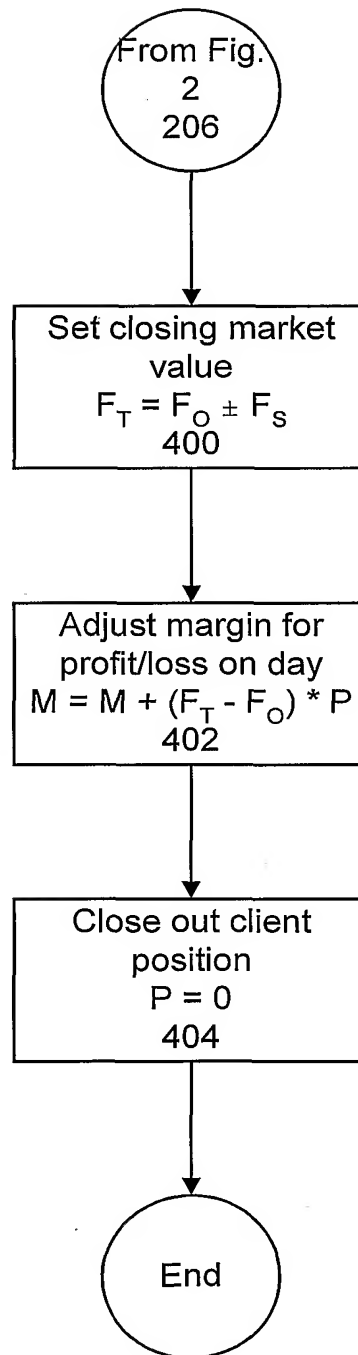 From Fig.
2
206
Set closing market
value
F_T = F_O ± F_S
400
Adjust margin for
profit/loss on day
M = M + (F_T - F_O) * P
402
Close out client
position
P = 0
404
End